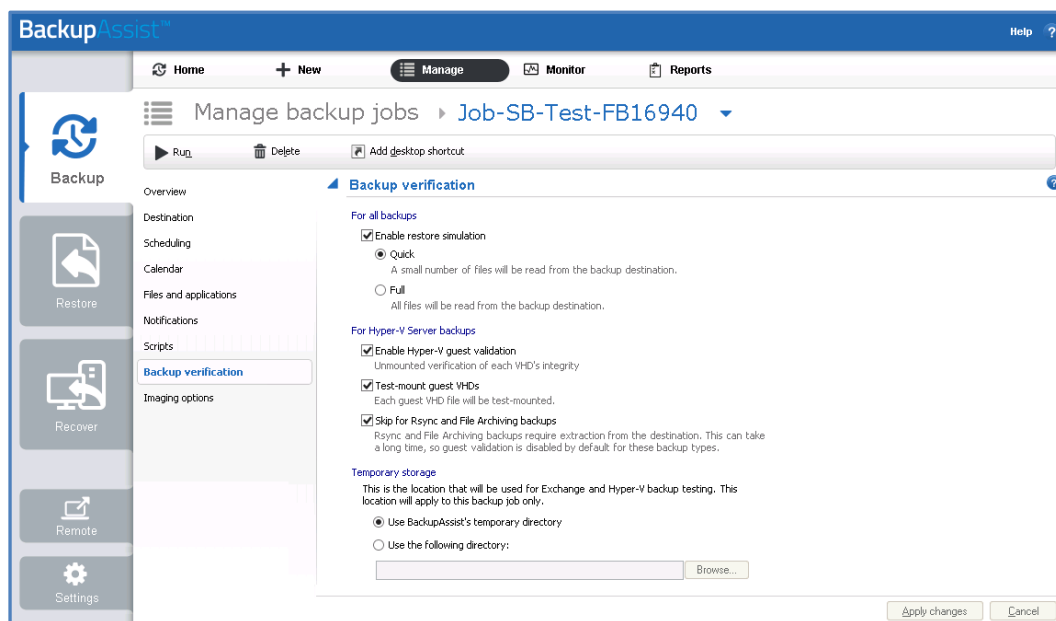 BackupAssist™
Help ?
Home New Manage Monitor Reports
Manage backup jobs Job-SB-Test-FB16940
Run Delete Add desktop shortcut
Backup
Restore
Recover
Remote
Settings
Overview
Destination
Scheduling
Calendar
Files and applications
Notifications
Scripts
Backup verification
Imaging options
Backup verification
?
For all backups
Enable restore simulation
Quick
A small number of files will be read from the backup destination.
Full
All files will be read from the backup destination.
For Hyper-V Server backups
Enable Hyper-V guest validation
Unmounted verification of each VHD's integrity
Test-mount guest VHDs
Each guest VHD file will be test-mounted.
Skip for Rsync and File Archiving backups
Rsync and File Archiving backups require extraction from the destination. This can take
a long time, so guest validation is disabled by default for these backup types.
Temporary storage
This is the location that will be used for Exchange and Hyper-V backup testing. This
location will apply to this backup job only.
Use BackupAssist's temporary directory
Use the following directory:
Browse...
Apply changes Cancel